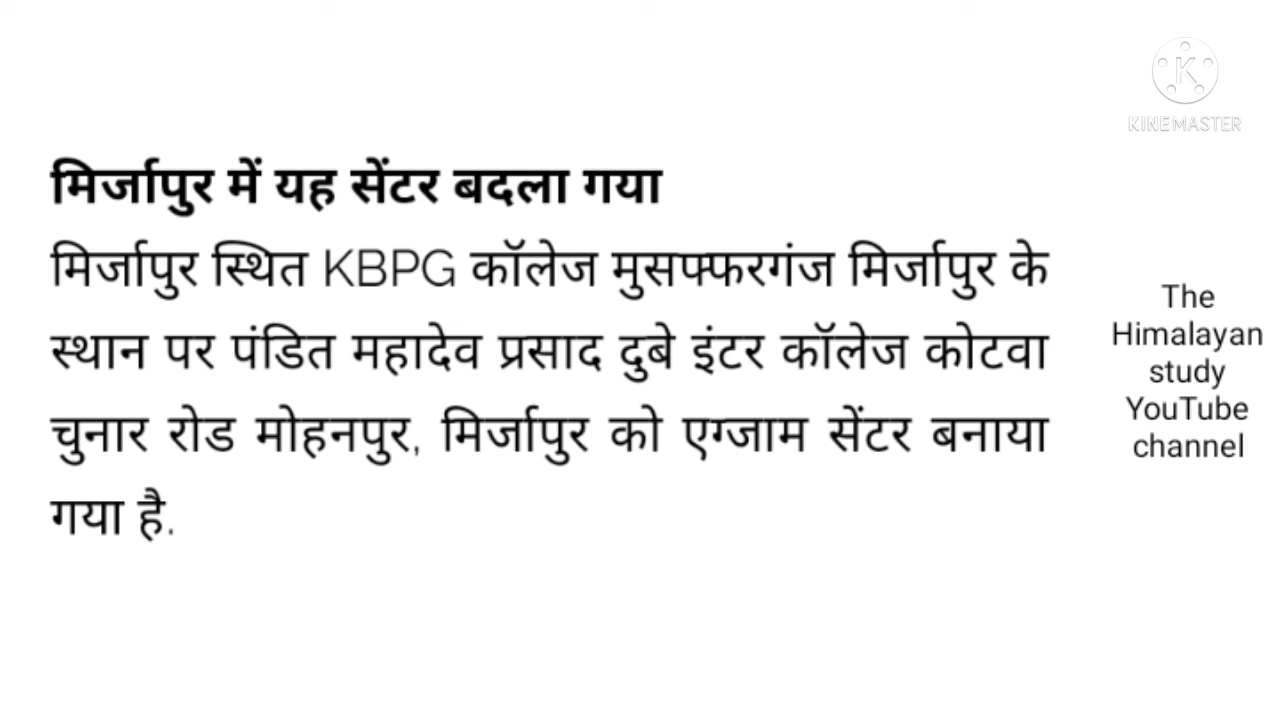 KINEMASTER
मिर्जापुर में यह सेंटर बदला गया
मिर्जापुर स्थित KBPG कॉलेज मुसफ्फरगंज मिर्जापुर के
स्थान पर पंडित महादेव प्रसाद दुबे इंटर कॉलेज कोटवा
चुनार रोड मोहनपुर, मिर्जापुर को एग्जाम सेंटर बनाया
गया है.
The
Himalayan
study
YouTube
channel